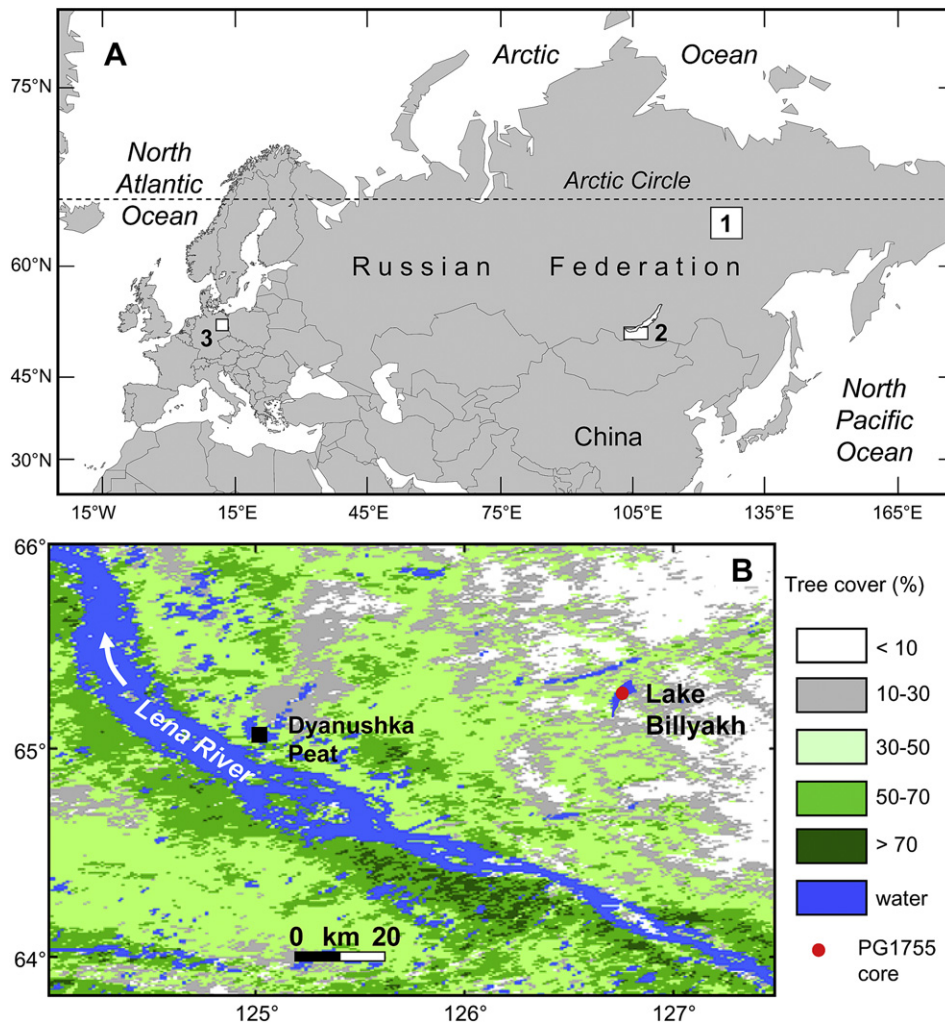 A
Arctic Ocean
75°N
North
Atlantic
Ocean
Arctic Circle
1
60°N
Russian Federation
3
2
45°N
North
Pacific
Ocean
China
30°N
15°W 15°E 45°E 75°E 105°E 135°E 165°E
66°
B
Tree cover (%)
< 10
10-30
30-50
50-70
> 70
water
PG1755
core
Lake
Billyakh
Dyanushka
Peat
65°
Lena River
0 km 20
64°
125° 126° 127°